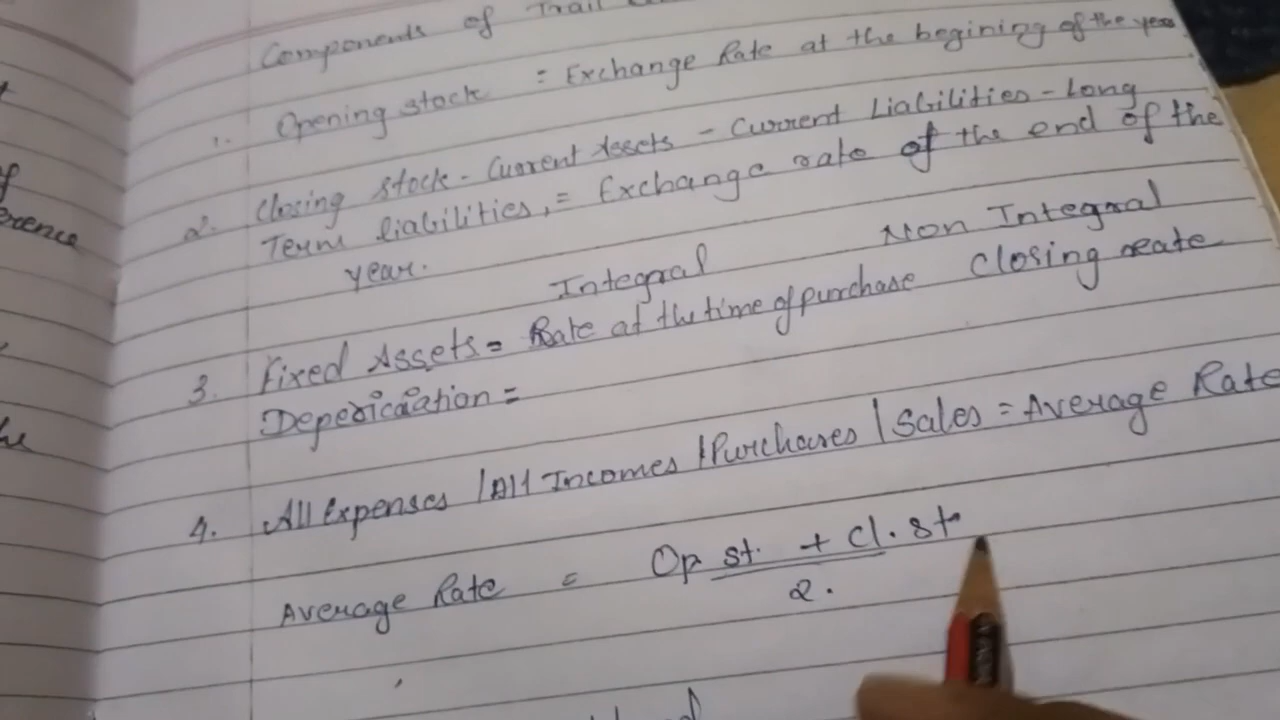 Components of Trail
1. Opening stock = Exchange Rate at the begining of the year
2. Closing stock - Current Assets - Current Liabilities - Long
Term liabilities, = Exchange rate of the end of the
year.
Integral Non Integral
3. Fixed Assets = Rate at the time of purchase Closing rate
Depericiation =
4. All Expenses / All Incomes / Purchases / Sales = Average Rate
Average Rate = Op st. + Cl. st
2.